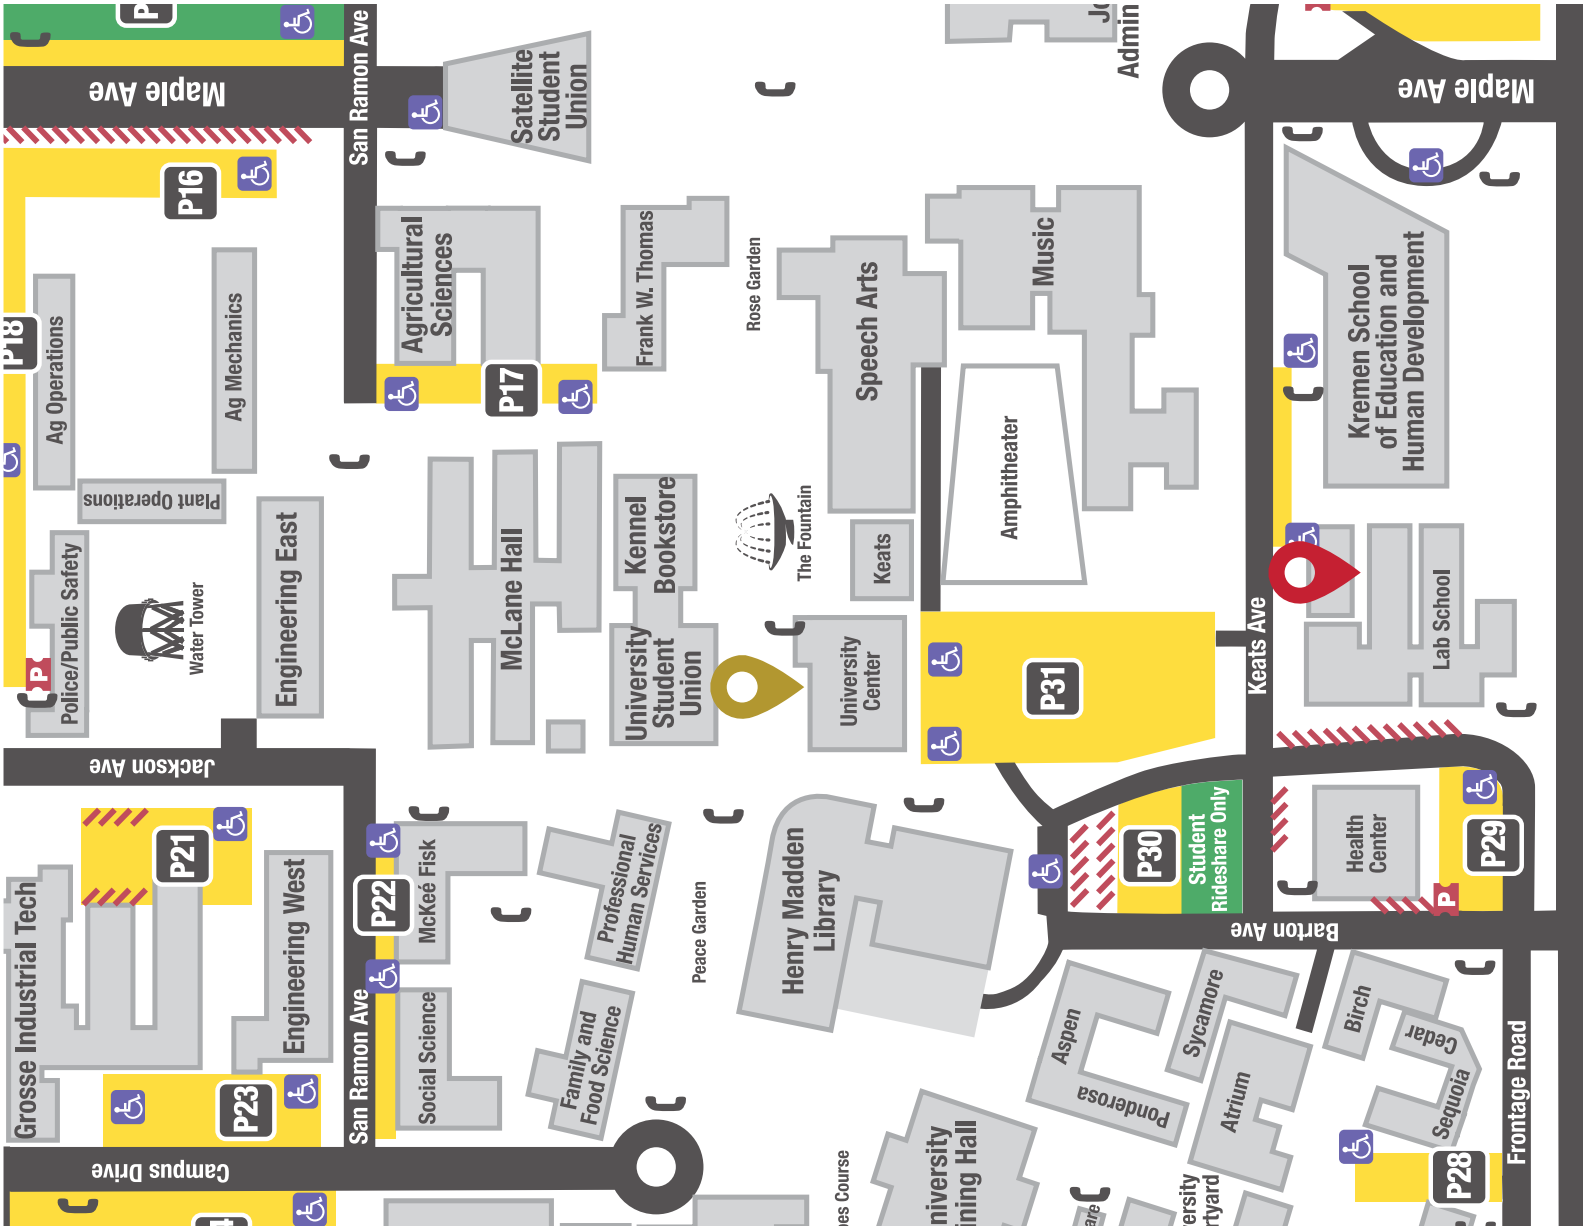 Maple Ave
San Ramon Ave
Satellite
Student
Union
Admin
Maple Ave
P16
P18
Ag Operations
Ag Mechanics
Agricultural
Sciences
P17
Frank W. Thomas
Rose Garden
Speech Arts
Music
Amphitheater
Kremen School
of Education and
Human Development
Plant Operations
Police/Public Safety
P
Water Tower
Engineering East
McLane Hall
Kennel
Bookstore
University
Student
Union
The Fountain
Keats
University
Center
P31
Keats Ave
Lab School
Jackson Ave
P21
Grosse Industrial Tech
Engineering West
P22
McKee Fisk
Professional
Human Services
Peace Garden
Henry Madden
Library
P30
Student
Rideshare Only
Health
Center
P29
P
Barton Ave
P23
San Ramon Ave
Social Science
Family and
Food Science
Aspen
Ponderosa
Sycamore
Atrium
Birch
Cedar
Sequoia
Frontage Road
P28
Campus Drive